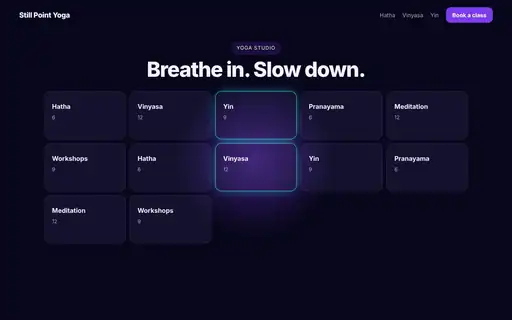 Still Point Yoga
Hatha Vinyasa Yin Book a class
YOGA STUDIO
Breathe in. Slow down.
Hatha
6
Vinyasa
12
Yin
9
Pranayama
6
Meditation
12
Workshops
9
Hatha
6
Vinyasa
12
Yin
9
Pranayama
6
Meditation
12
Workshops
9